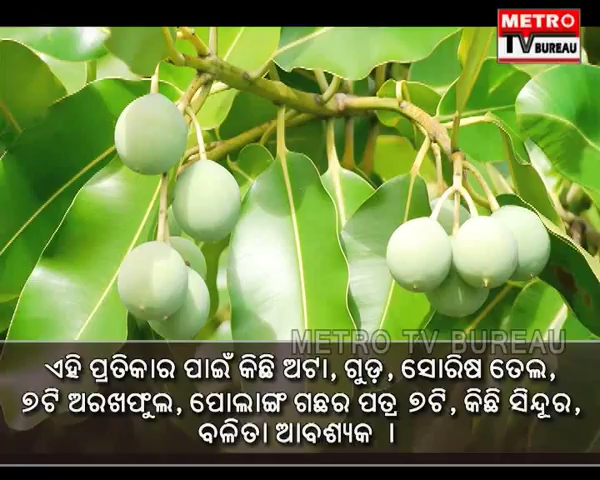 METRO
TV BUREAU
METRO TV BUREAU
ଏହି ପ୍ରତିକାର ପାଇଁ କିଛି ଅଟା, ଗୁଡ଼, ସୋରିଷ ତେଲ,
୭ଟି ଅରଖଫୁଲ, ପୋଲାଙ୍ଗ ଗଛର ପତ୍ର ୭ଟି, କିଛି ସିନ୍ଦୂର,
ବଳିତା ଆବଶ୍ୟକ ।